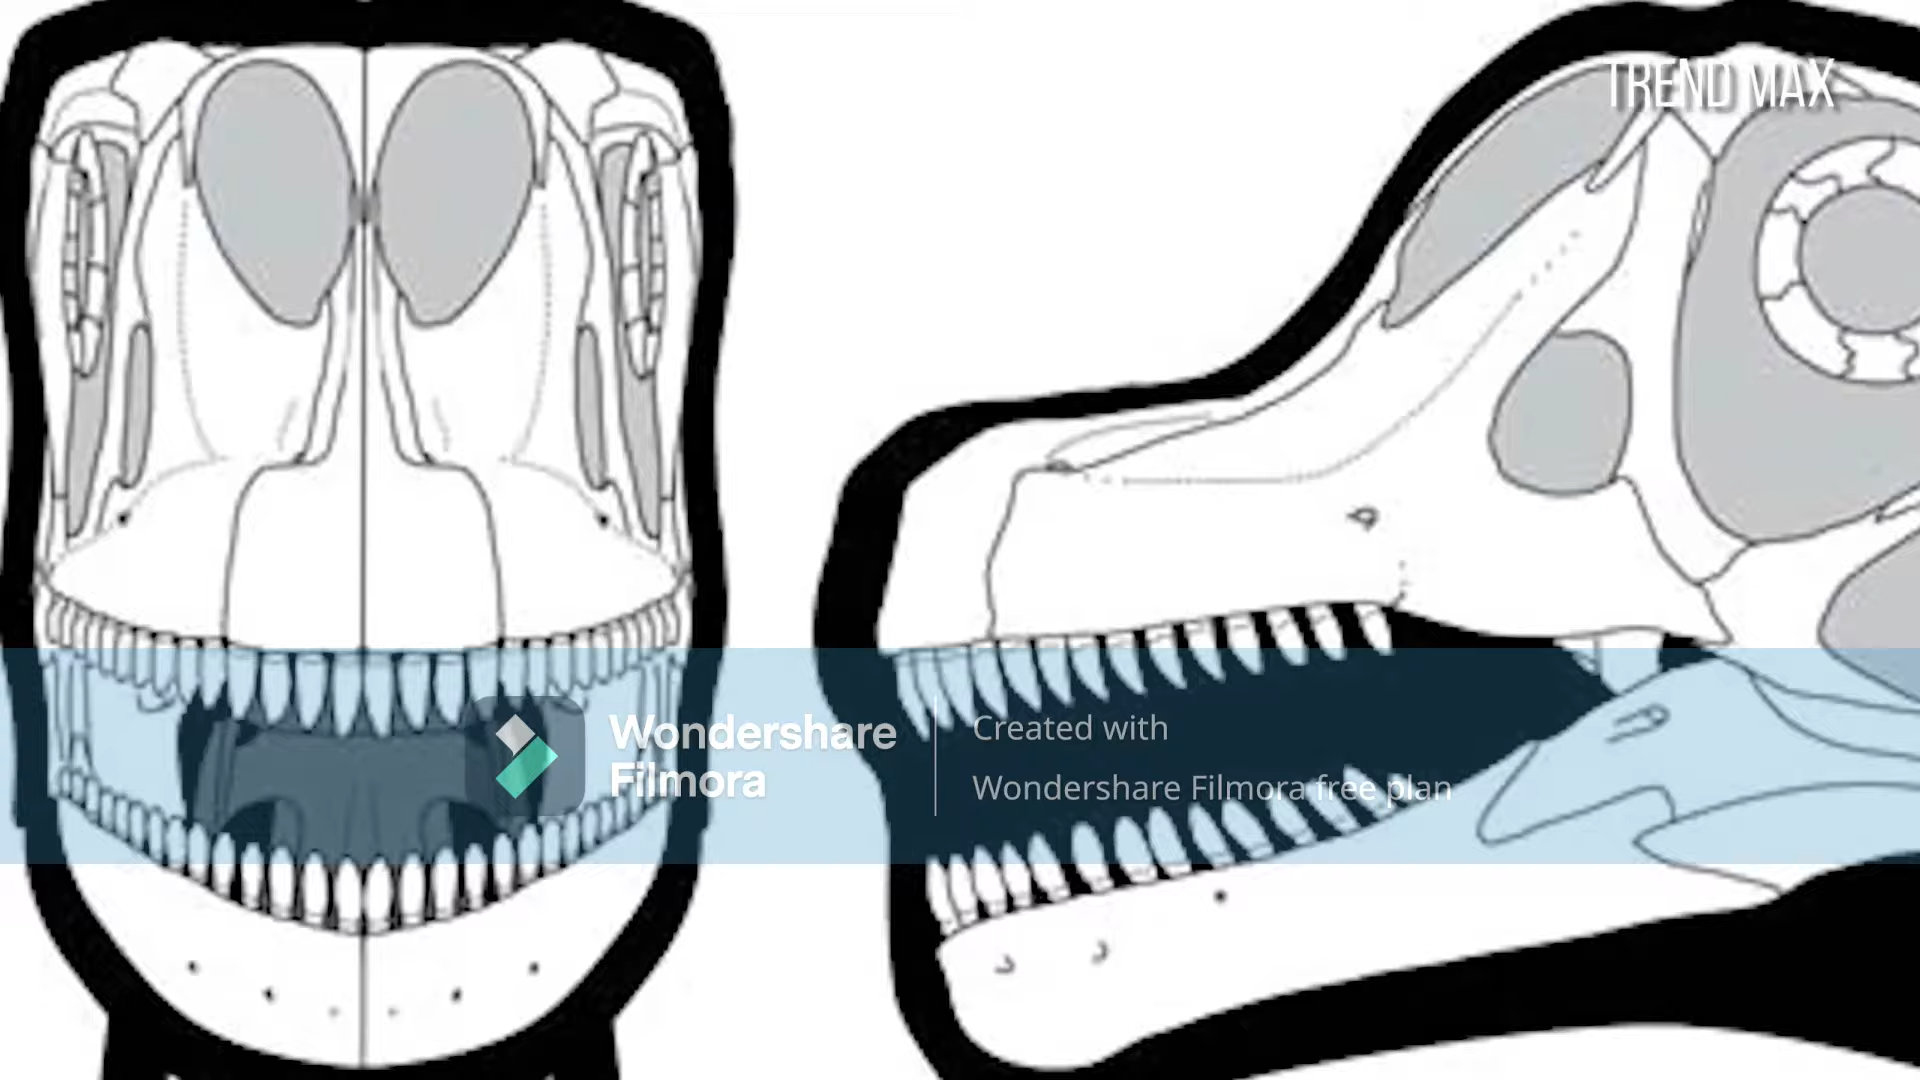 TREND MAX
Wondershare
Filmora
Created with
Wondershare Filmora free plan